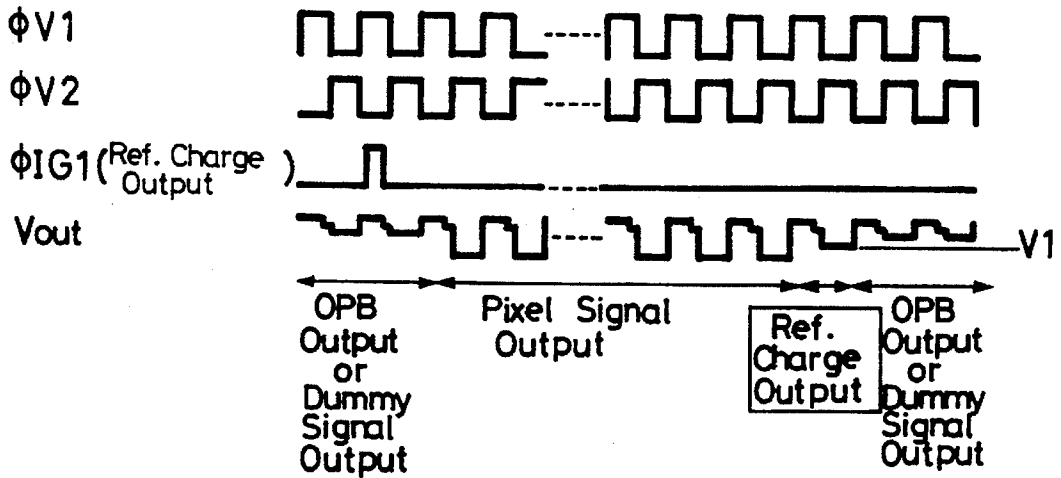 ΦV1
ΦV2
ΦIG1 (Ref. Charge
Output )
Vout
V1
OPB
Output
or
Dummy
Signal
Output
Pixel Signal
Output
Ref.
Charge
Output
OPB
Output
or
Dummy
Signal
Output